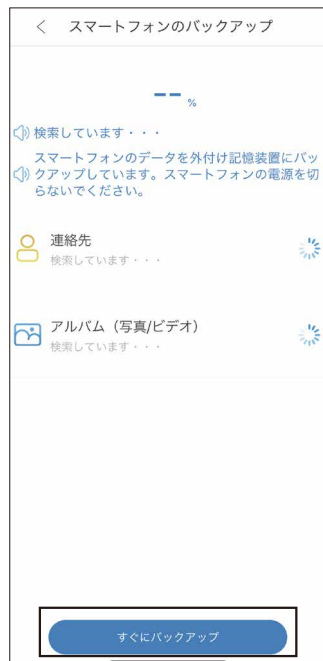 スマートフォンのバックアップ
-- %
検索しています・・・
スマートフォンのデータを外付け記憶装置にバッ
クアップしています。スマートフォンの電源を切
らないでください。
連絡先
検索しています・・・
アルバム（写真/ビデオ）
検索しています・・・
すぐにバックアップ